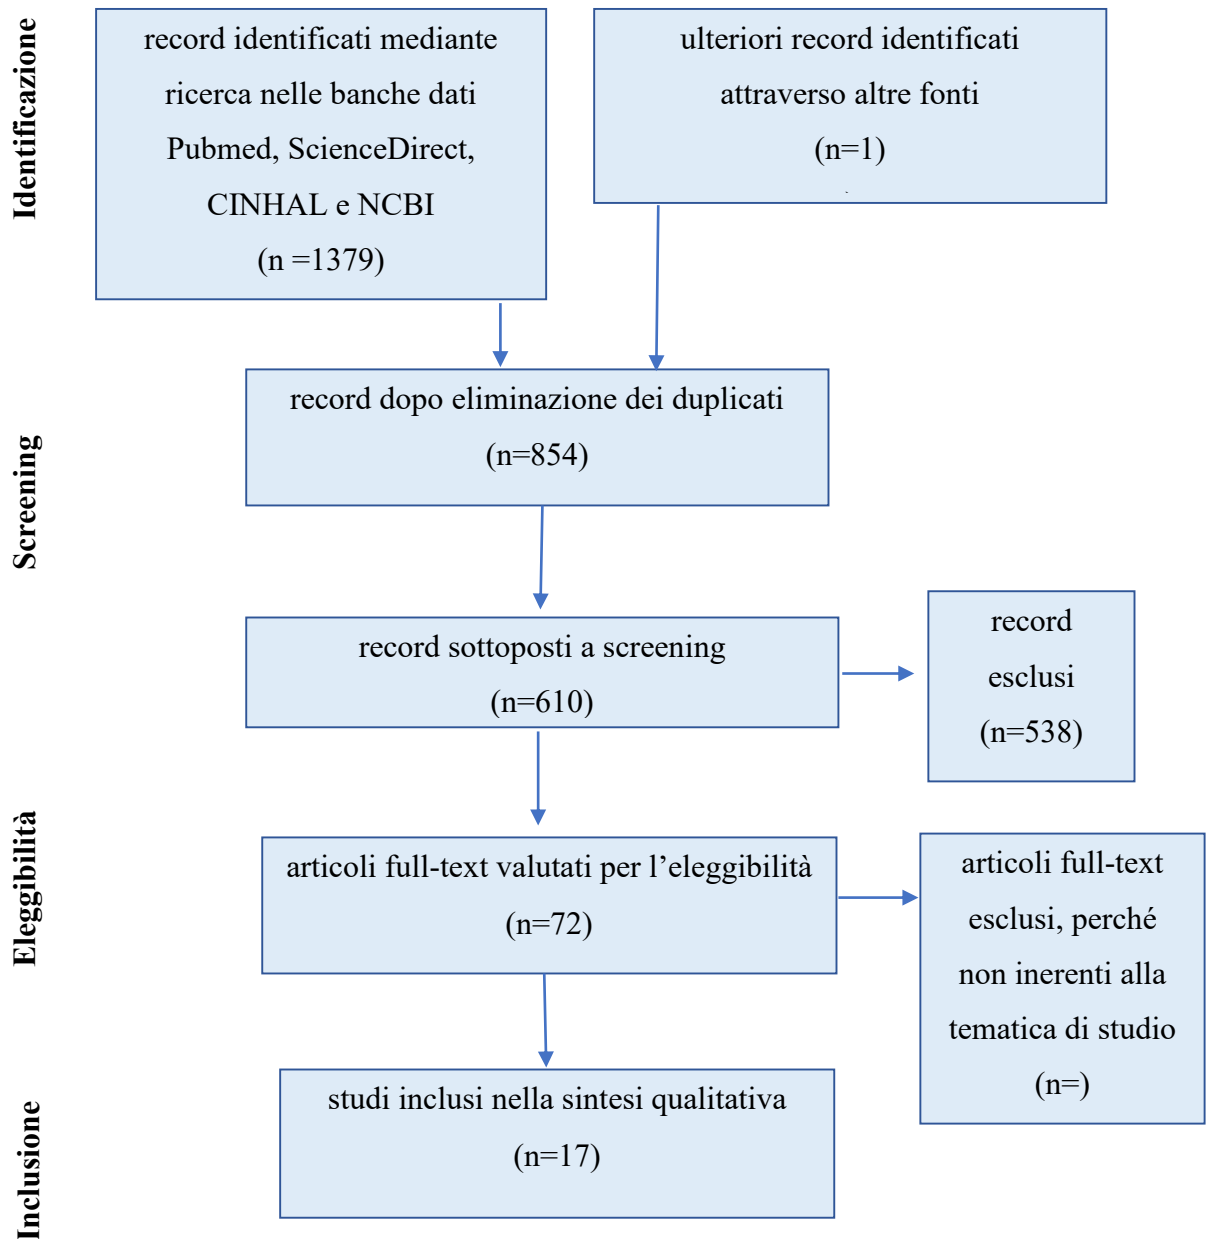 Identificazione
record identificati mediante
ricerca nelle banche dati
Pubmed, ScienceDirect,
CINHAL e NCBI
(n =1379)
ulteriori record identificati
attraverso altre fonti
(n=1)
.
Screening
record dopo eliminazione dei duplicati
(n=854)
record sottoposti a screening
(n=610)
record
esclusi
(n=538)
Eleggibilità
articoli full-text valutati per l’eleggibilità
(n=72)
articoli full-text
esclusi, perché
non inerenti alla
tematica di studio
(n=)
Inclusione
studi inclusi nella sintesi qualitativa
(n=17)